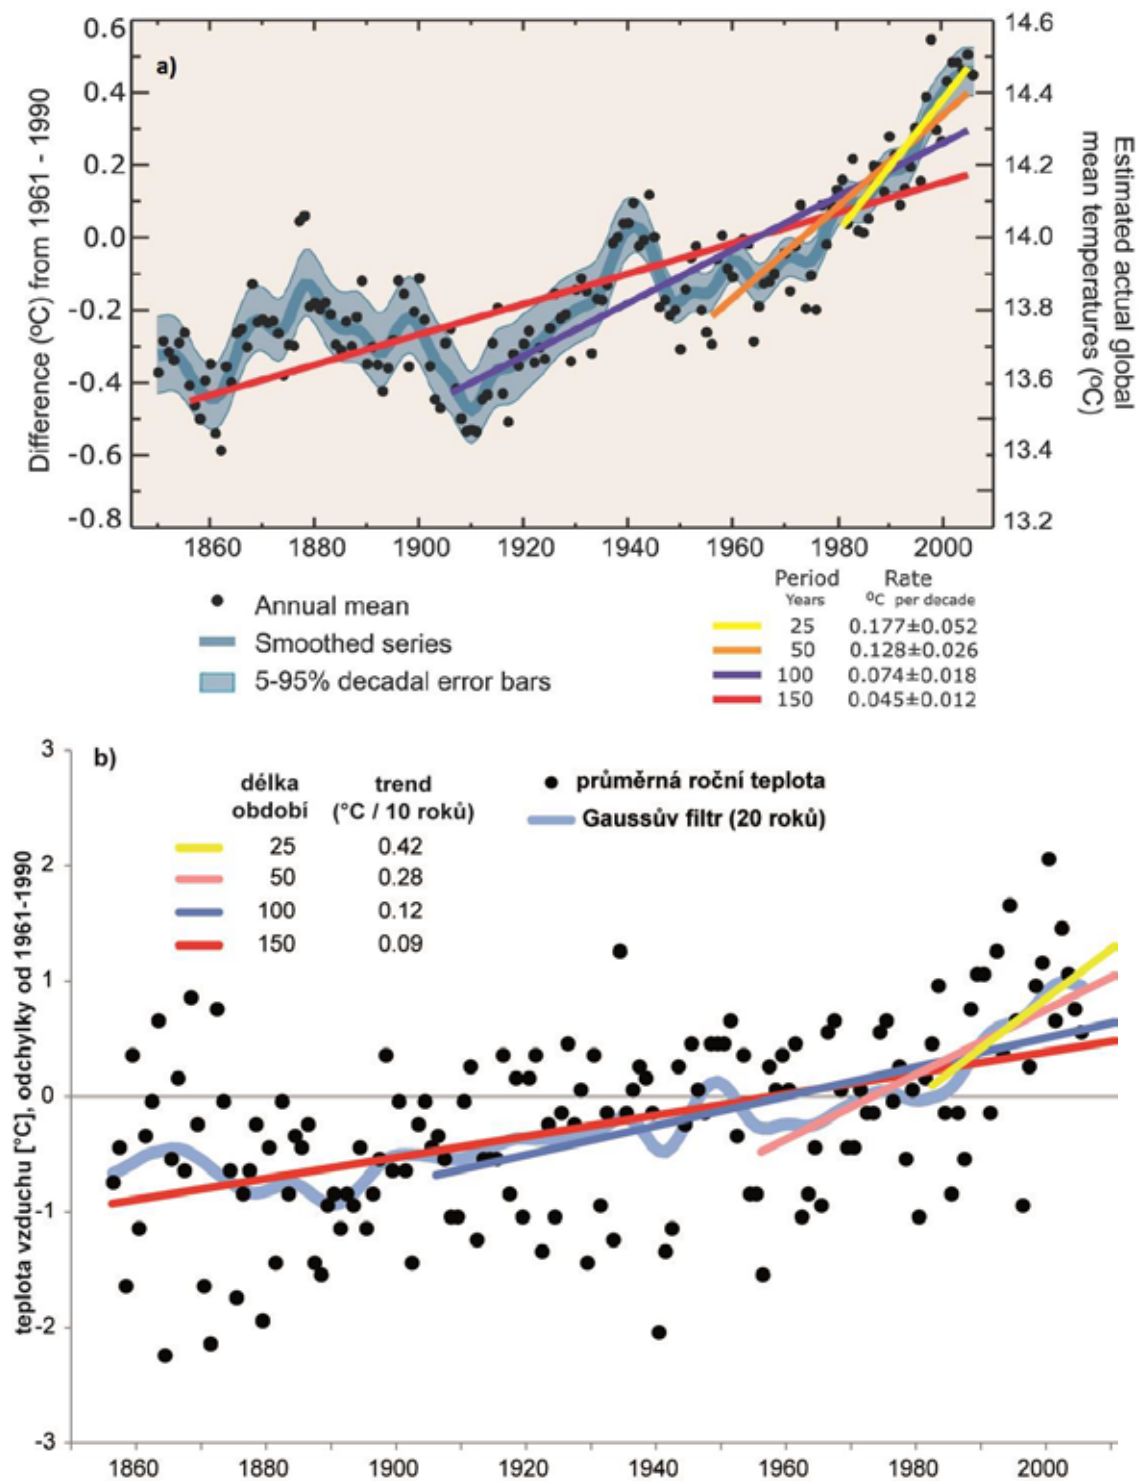 a)
Difference (ºC) from 1961 - 1990
0.6
0.4
0.2
0.0
-0.2
-0.4
-0.6
-0.8
14.6
14.4
14.2
14.0
13.8
13.6
13.4
13.2
Estimated actual global
mean temperatures (ºC)
1860 1880 1900 1920 1940 1960 1980 2000
Annual mean
Smoothed series
5-95% decadal error bars
Period Rate
Years ºC per decade
25 0.177±0.052
50 0.128±0.026
100 0.074±0.018
150 0.045±0.012
b)
teplota vzduchu [°C], odchylky od 1961-1990
3
2
1
0
-1
-2
-3
délka trend
období (°C / 10 roků)
25 0.42
50 0.28
100 0.12
150 0.09
průměrná roční teplota
Gaussův filtr (20 roků)
1860 1880 1900 1920 1940 1960 1980 2000